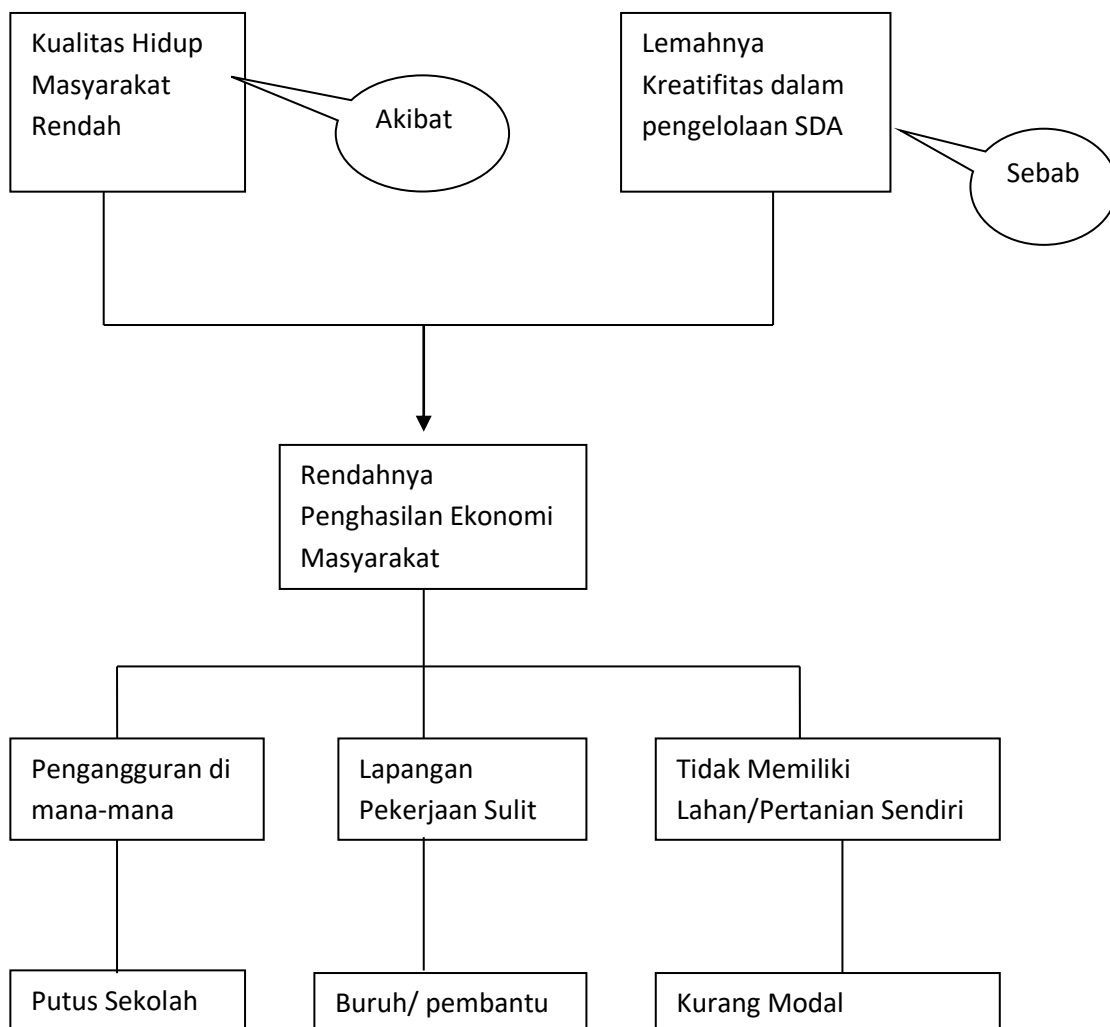 Kualitas Hidup
Masyarakat
Rendah
Akibat
Lemahnya
Kreatifitas dalam
pengelolaan SDA
Sebab
Rendahnya
Penghasilan Ekonomi
Masyarakat
Pengangguran di
mana-mana
Lapangan
Pekerjaan Sulit
Tidak Memiliki
Lahan/Pertanian Sendiri
Putus Sekolah
Buruh/ pembantu
Kurang Modal